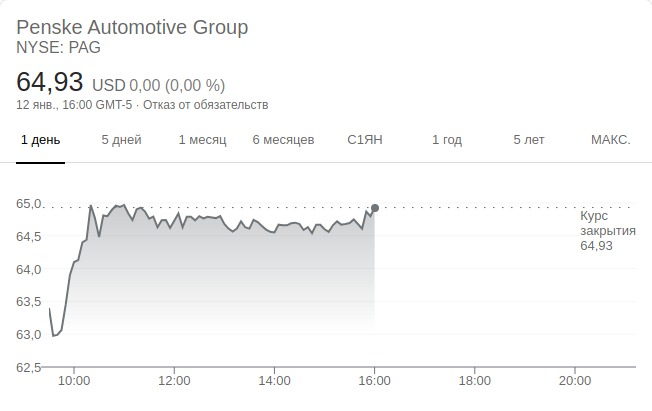 Penske Automotive Group
NYSE: PAG
64,93 USD 0,00 (0,00 %)
12 янв., 16:00 GMT-5 · Отказ от обязательств
1 день 5 дней 1 месяц 6 месяцев С1ЯН 1 год 5 лет МАКС.
65,0
Курс
закрытия
64,93
64,5
64,0
63,5
63,0
62,5
10:00 12:00 14:00 16:00 18:00 20:00